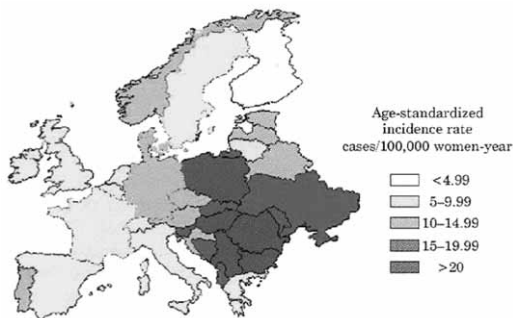 Age-standardized
incidence rate
cases/100,000 women-year
<4.99
5–9.99
10–14.99
15–19.99
>20